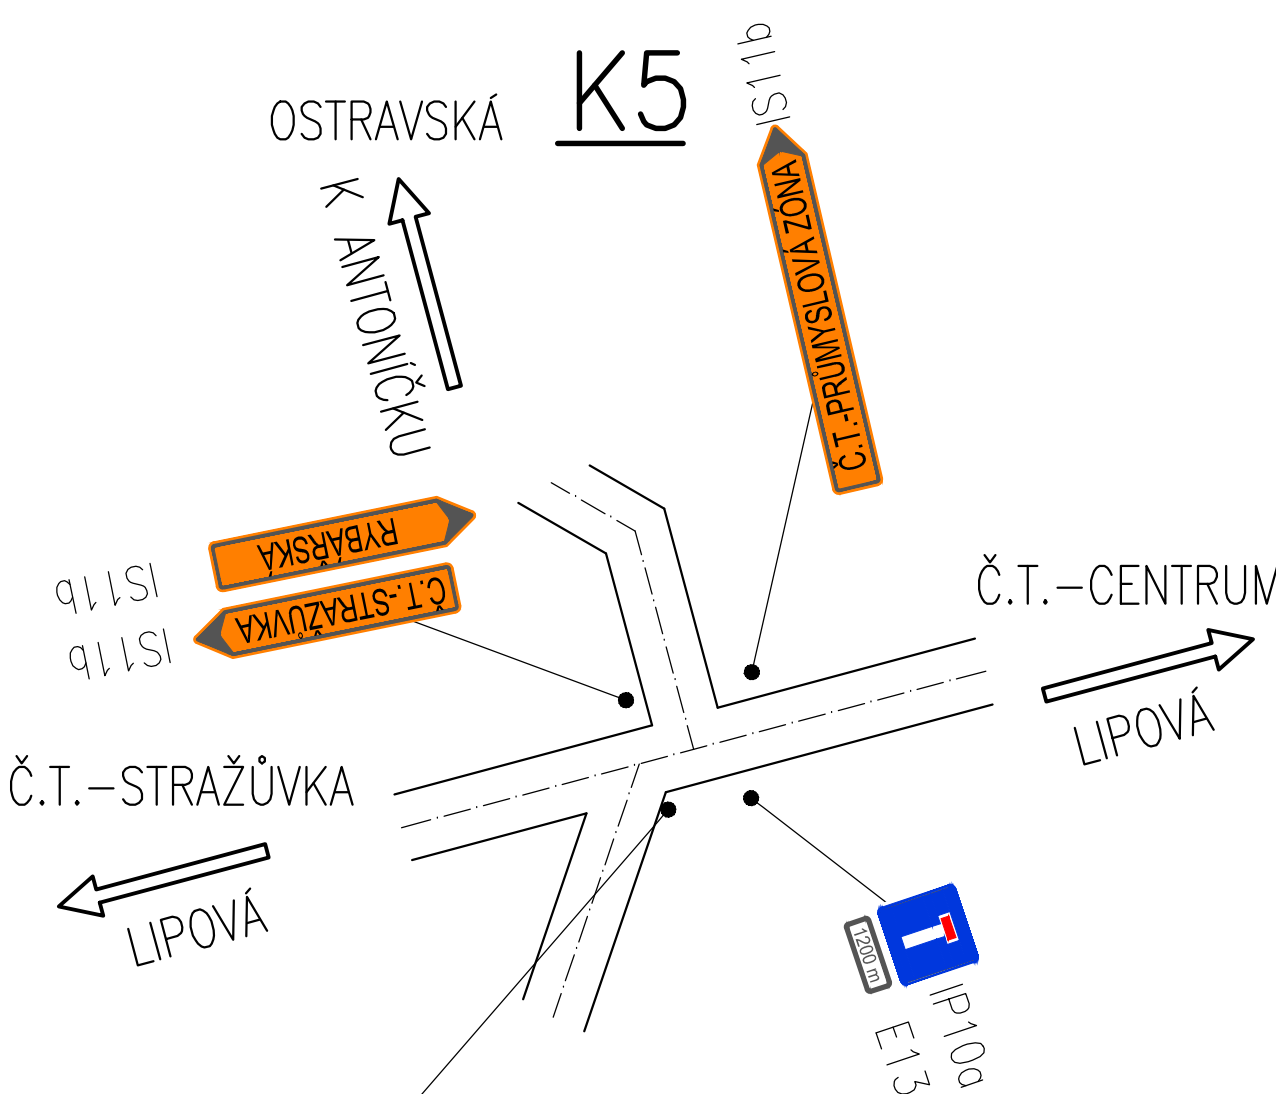 K5
OSTRAVSKÁ
K ANTONÍČKU
IS11b
Č.T.-PRŮMYSLOVÁ ZÓNA
RYBÁŘSKÁ
IS11b
Č.T.-STRAŽŮVKA
IS11b
Č.T.-CENTRUM
LIPOVÁ
Č.T.-STRAŽŮVKA
LIPOVÁ
1200 m
IP10a
E13